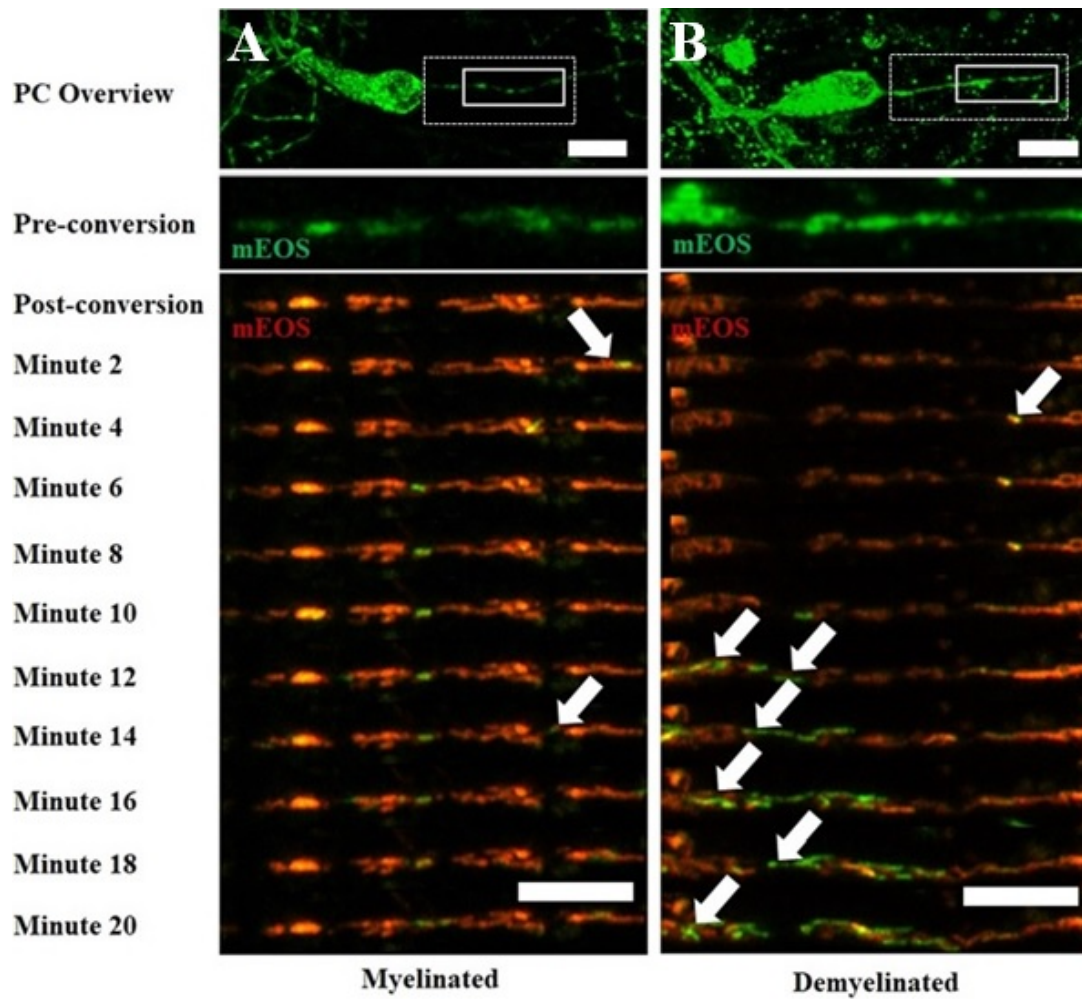 A
B
PC Overview
Pre-conversion
mEOS
mEOS
Post-conversion
mEOS
mEOS
Minute 2
Minute 4
Minute 6
Minute 8
Minute 10
Minute 12
Minute 14
Minute 16
Minute 18
Minute 20
Myelinated
Demyelinated